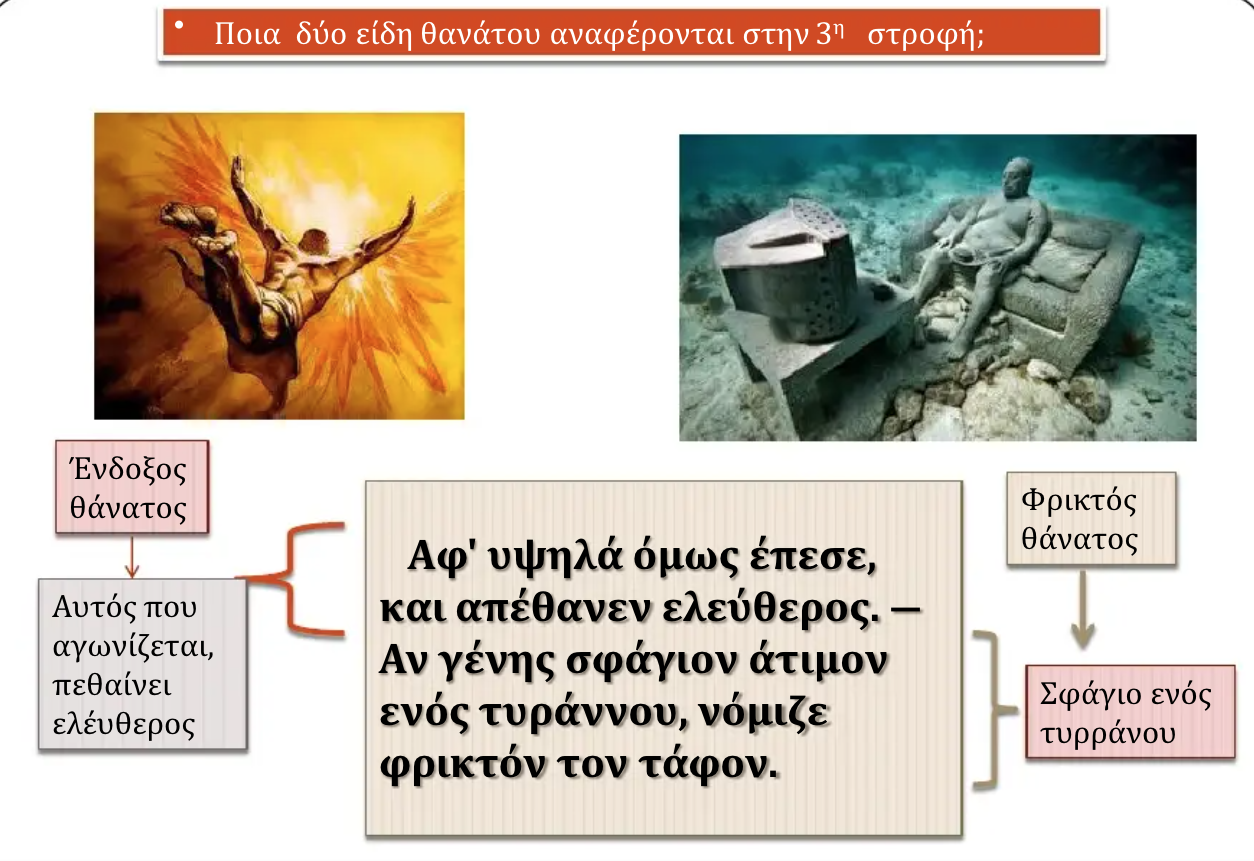 • Ποια δύο είδη θανάτου αναφέρονται στην 3η στροφή;
Ένδοξος
θάνατος
Αυτός που
αγωνίζεται,
πεθαίνει
ελέυθερος
Αφ' υψηλά όμως έπεσε,
και απέθανεν ελεύθερος. —
Αν γένης σφάγιον άτιμον
ενός τυράννου, νόμιζε
φρικτόν τον τάφον.
Φρικτός
θάνατος
Σφάγιο ενός
τυρράνου